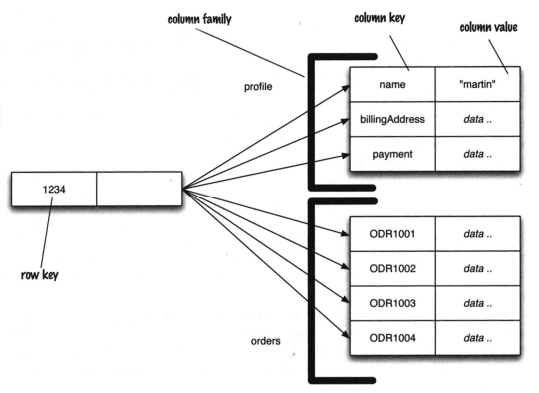 column family
column key
column value
profile
name "martin"
billingAddress data ..
payment data ..
1234
row key
ODR1001 data ..
ODR1002 data ..
ODR1003 data ..
ODR1004 data ..
orders